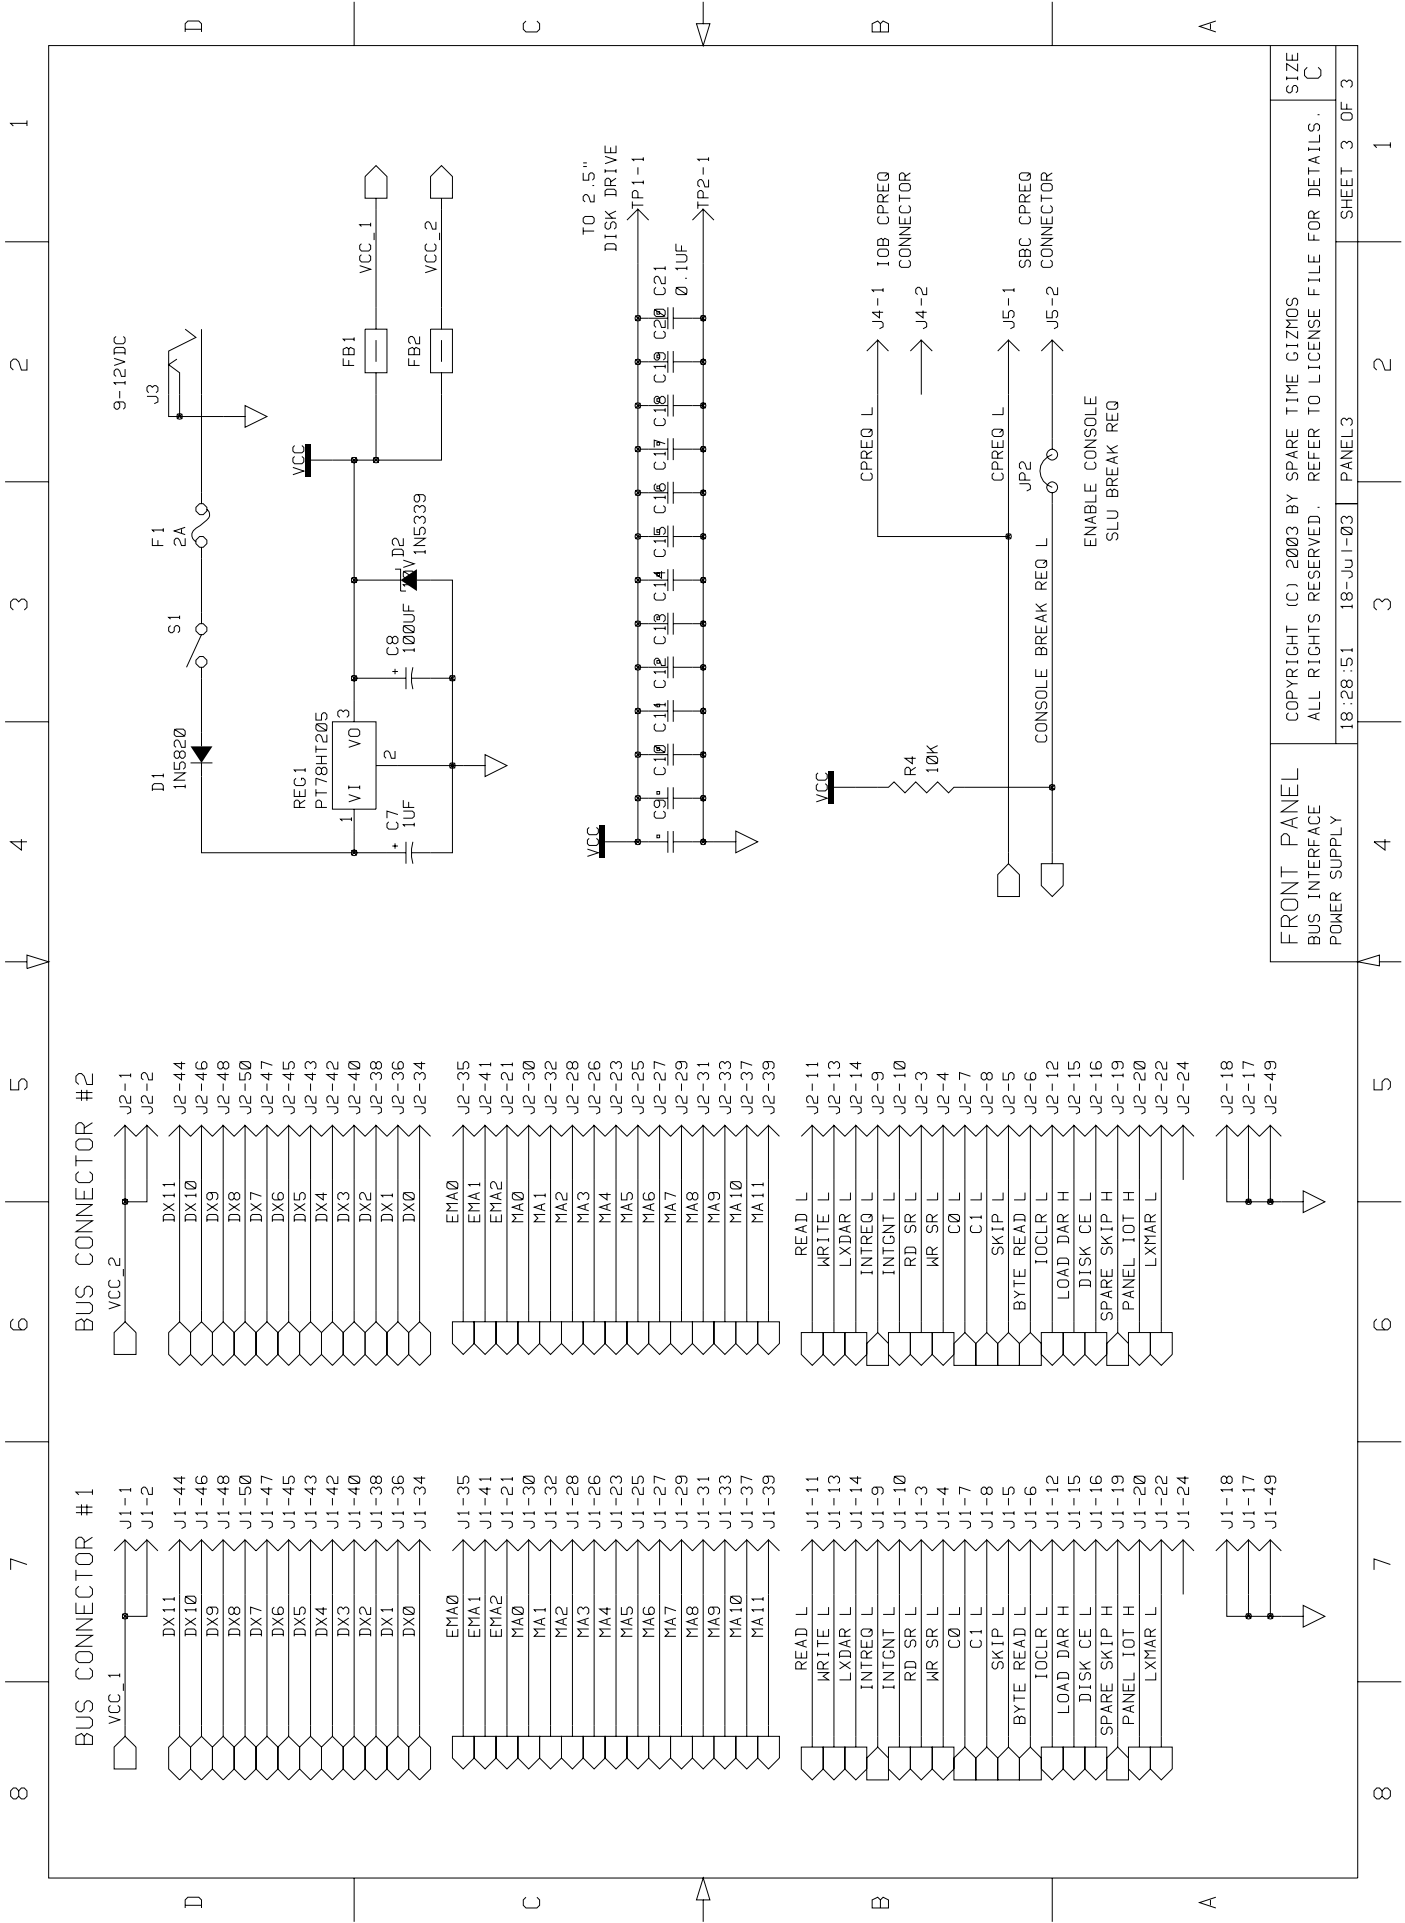 8 7 6 5 4 3 2 1
D
C
B
A
BUS CONNECTOR #1
VCC_1
J1-1
J1-2
DX11 J1-44
DX10 J1-46
DX9 J1-48
DX8 J1-50
DX7 J1-47
DX6 J1-45
DX5 J1-43
DX4 J1-42
DX3 J1-40
DX2 J1-38
DX1 J1-36
DX0 J1-34
EMA0 J1-35
EMA1 J1-41
EMA2 J1-21
MA0 J1-30
MA1 J1-32
MA2 J1-28
MA3 J1-26
MA4 J1-23
MA5 J1-25
MA6 J1-27
MA7 J1-29
MA8 J1-31
MA9 J1-33
MA10 J1-37
MA11 J1-39
READ L J1-11
WRITE L J1-13
LXDAR L J1-14
INTREQ L J1-9
INTGNT L J1-10
RD SR L J1-3
WR SR L J1-4
C0 L J1-7
C1 L J1-8
SKIP L J1-5
BYTE READ L J1-6
IOCLR L J1-12
LOAD DAR H J1-15
DISK CE L J1-16
SPARE SKIP H J1-19
PANEL IOT H J1-20
LXMAR L J1-22
J1-24
J1-18
J1-17
J1-49
BUS CONNECTOR #2
VCC_2
J2-1
J2-2
DX11 J2-44
DX10 J2-46
DX9 J2-48
DX8 J2-50
DX7 J2-47
DX6 J2-45
DX5 J2-43
DX4 J2-42
DX3 J2-40
DX2 J2-38
DX1 J2-36
DX0 J2-34
EMA0 J2-35
EMA1 J2-41
EMA2 J2-21
MA0 J2-30
MA1 J2-32
MA2 J2-28
MA3 J2-26
MA4 J2-23
MA5 J2-25
MA6 J2-27
MA7 J2-29
MA8 J2-31
MA9 J2-33
MA10 J2-37
MA11 J2-39
READ L J2-11
WRITE L J2-13
LXDAR L J2-14
INTREQ L J2-9
INTGNT L J2-10
RD SR L J2-3
WR SR L J2-4
C0 L J2-7
C1 L J2-8
SKIP L J2-5
BYTE READ L J2-6
IOCLR L J2-12
LOAD DAR H J2-15
DISK CE L J2-16
SPARE SKIP H J2-19
PANEL IOT H J2-20
LXMAR L J2-22
J2-24
J2-18
J2-17
J2-49
9-12VDC
J3
D1
1N5820
S1
F1
2A
REG1
PT78HT205
1 VI VO 3
2
C7
1UF
+
C8
100UF
+
D2
1N5339
VCC
FB1
VCC_1
FB2
VCC_2
TO 2.5"
DISK DRIVE
VCC
C9 C10 C11 C12 C13 C14 C15 C16 C17 C18 C19 C20 C21
0.1UF
TP1-1
TP2-1
VCC
R4
10K
CPREQ L
J4-1 IOB CPREQ
CONNECTOR
J4-2
CPREQ L
J5-1 SBC CPREQ
CONNECTOR
J5-2
JP2
CONSOLE BREAK REQ L
ENABLE CONSOLE
SLU BREAK REQ
FRONT PANEL
BUS INTERFACE
POWER SUPPLY
COPYRIGHT (C) 2003 BY SPARE TIME GIZMOS
ALL RIGHTS RESERVED. REFER TO LICENSE FILE FOR DETAILS.
SIZE
C
18:28:51 18-Jul-03 PANEL3 SHEET 3 OF 3
D
C
B
A
8 7 6 5 4 3 2 1